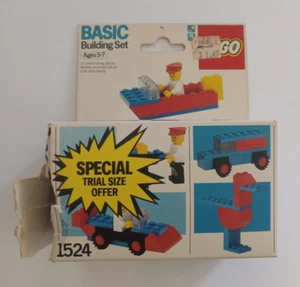 BASIC
Building Set
Ages 5-7
LEGO
SPECIAL
TRIAL SIZE
OFFER
1524